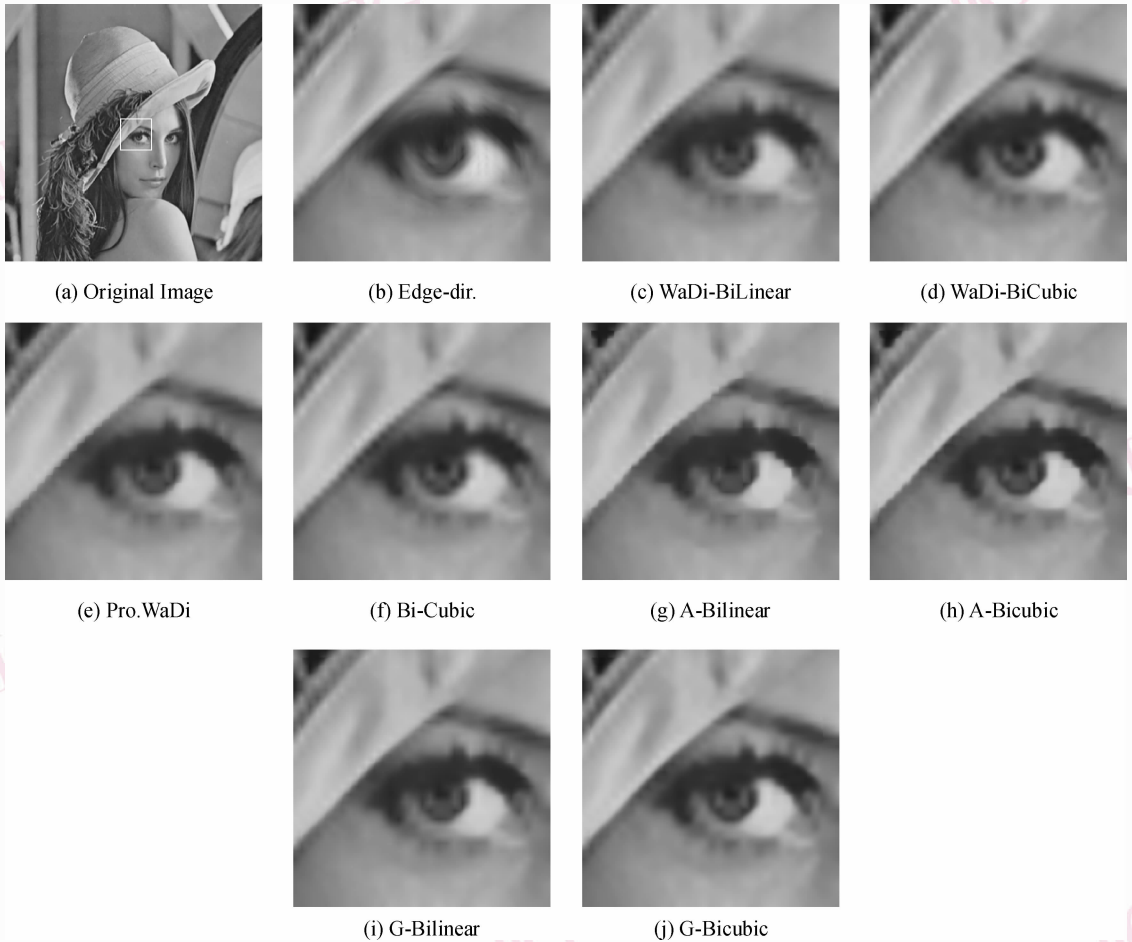 (a) Original Image
(b) Edge-dir.
(c) WaDi-BiLinear
(d) WaDi-BiCubic
(e) Pro.WaDi
(f) Bi-Cubic
(g) A-Bilinear
(h) A-Bicubic
(i) G-Bilinear
(j) G-Bicubic